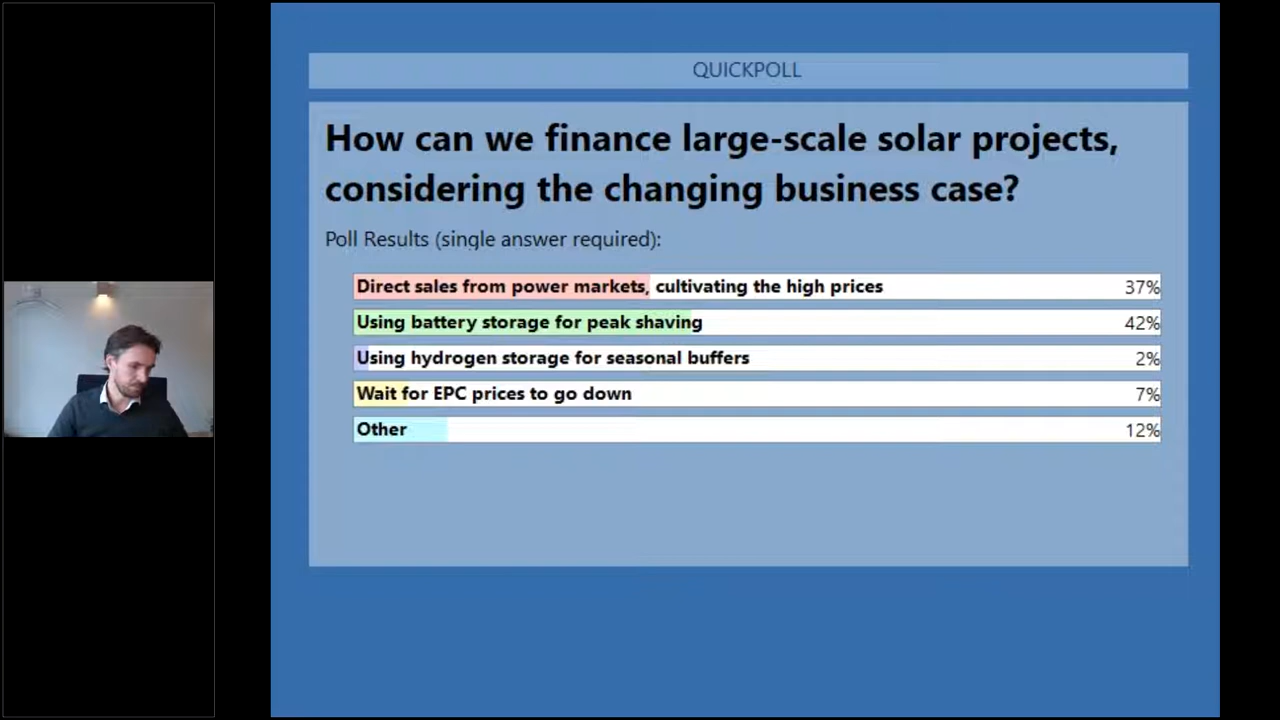 QUICKPOLL
How can we finance large-scale solar projects,
considering the changing business case?
Poll Results (single answer required):
Direct sales from power markets, cultivating the high prices 37%
Using battery storage for peak shaving 42%
Using hydrogen storage for seasonal buffers 2%
Wait for EPC prices to go down 7%
Other 12%